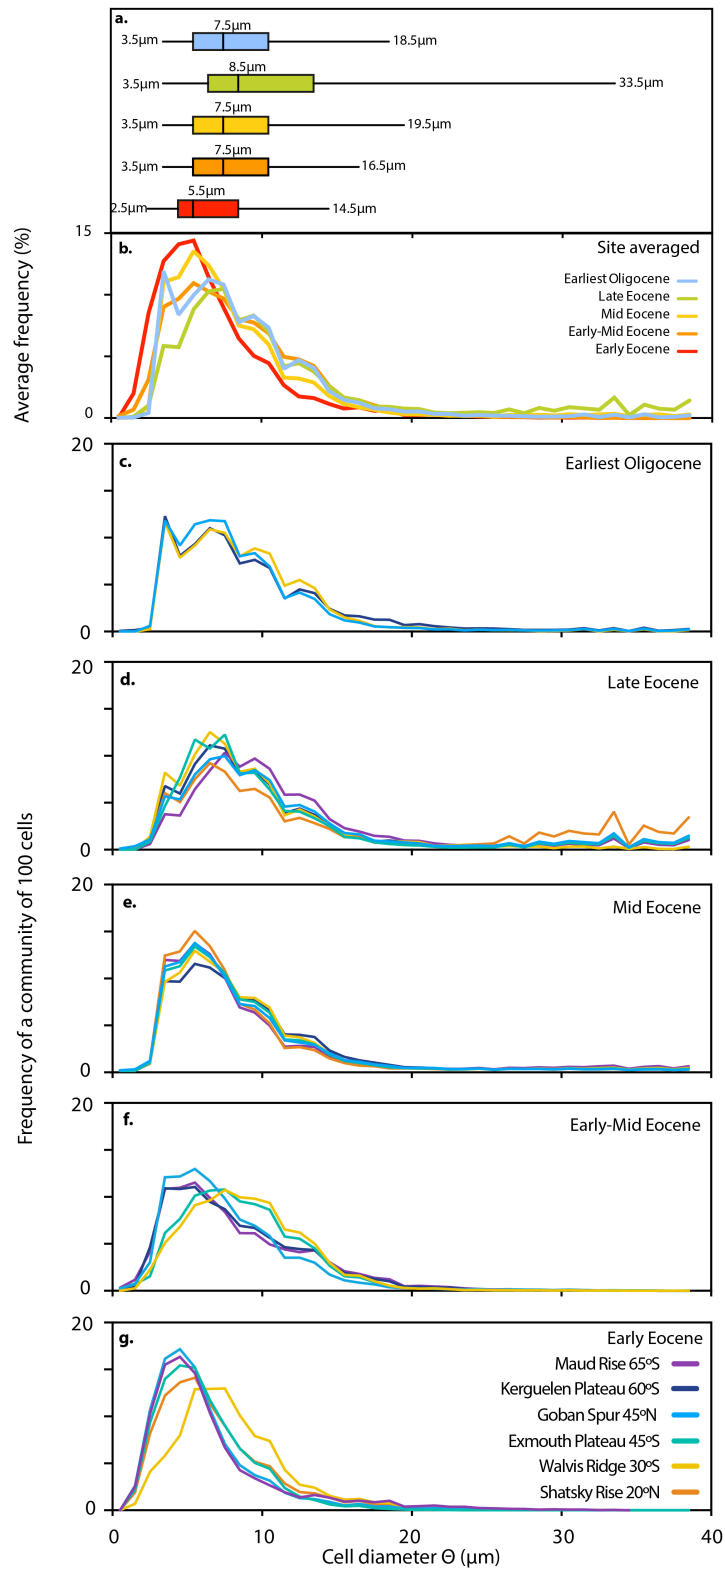 a.
7.5µm
3.5µm 18.5µm
8.5µm
3.5µm 33.5µm
7.5µm
3.5µm 19.5µm
7.5µm
3.5µm 16.5µm
5.5µm
2.5µm 14.5µm
15
b. Site averaged
Earliest Oligocene
Late Eocene
Mid Eocene
Early-Mid Eocene
Early Eocene
0
Average frequency (%)
20
c. Earliest Oligocene
0
20
d. Late Eocene
0
20
e. Mid Eocene
0
20
f. Early-Mid Eocene
0
Frequency of a community of 100 cells
20
g. Early Eocene
Maud Rise 65ºS
Kerguelen Plateau 60ºS
Goban Spur 45ºN
Exmouth Plateau 45ºS
Walvis Ridge 30ºS
Shatsky Rise 20ºN
0
0 10 20 30 40
Cell diameter Θ (µm)